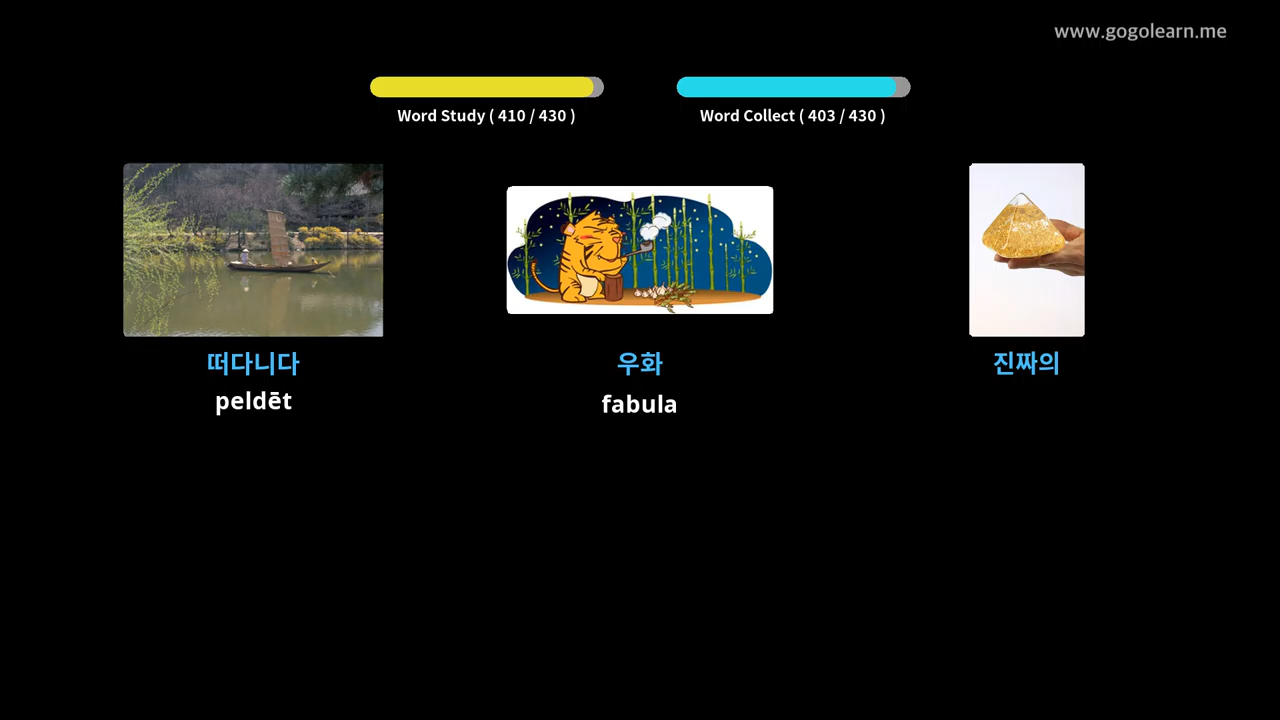 www.gogolearn.me
Word Study ( 410 / 430 )
Word Collect ( 403 / 430 )
떠다니다
peldēt
우화
fabula
진짜의